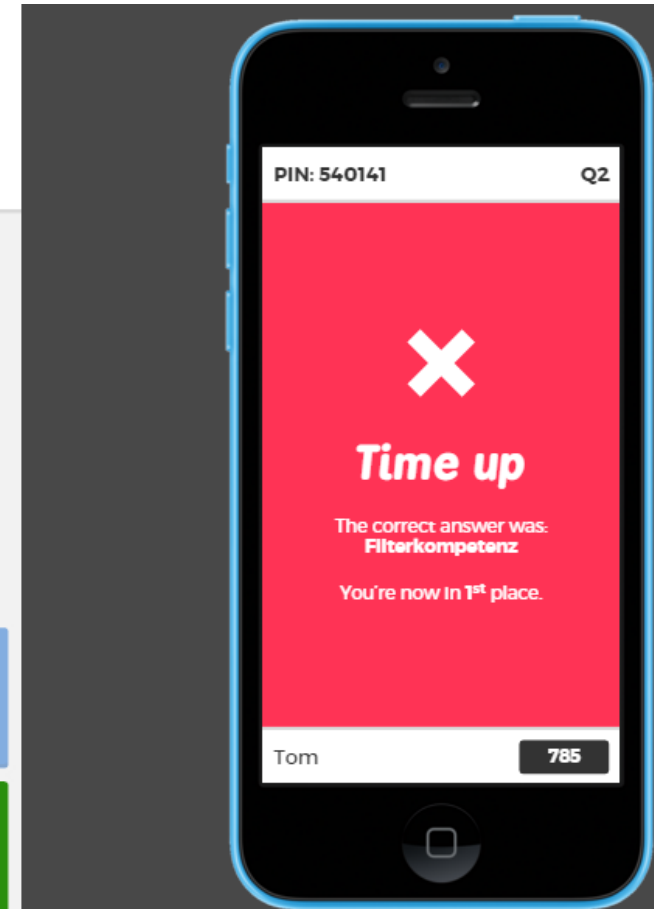 PIN: 540141 Q2
Time up
The correct answer was:
Filterkompetenz
You're now in 1st place.
Tom 785